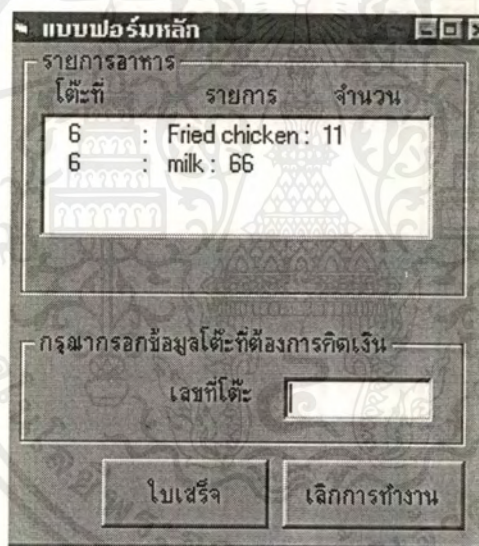 แบบฟอร์มหลัก
รายการอาหาร
โต๊ะที่ รายการ จำนวน
6 : Fried chicken : 11
6 : milk : 66
กรุณากรอกข้อมูลโต๊ะที่ต้องการคิดเงิน
เลขที่โต๊ะ
ใบเสร็จ เลิกการทำงาน